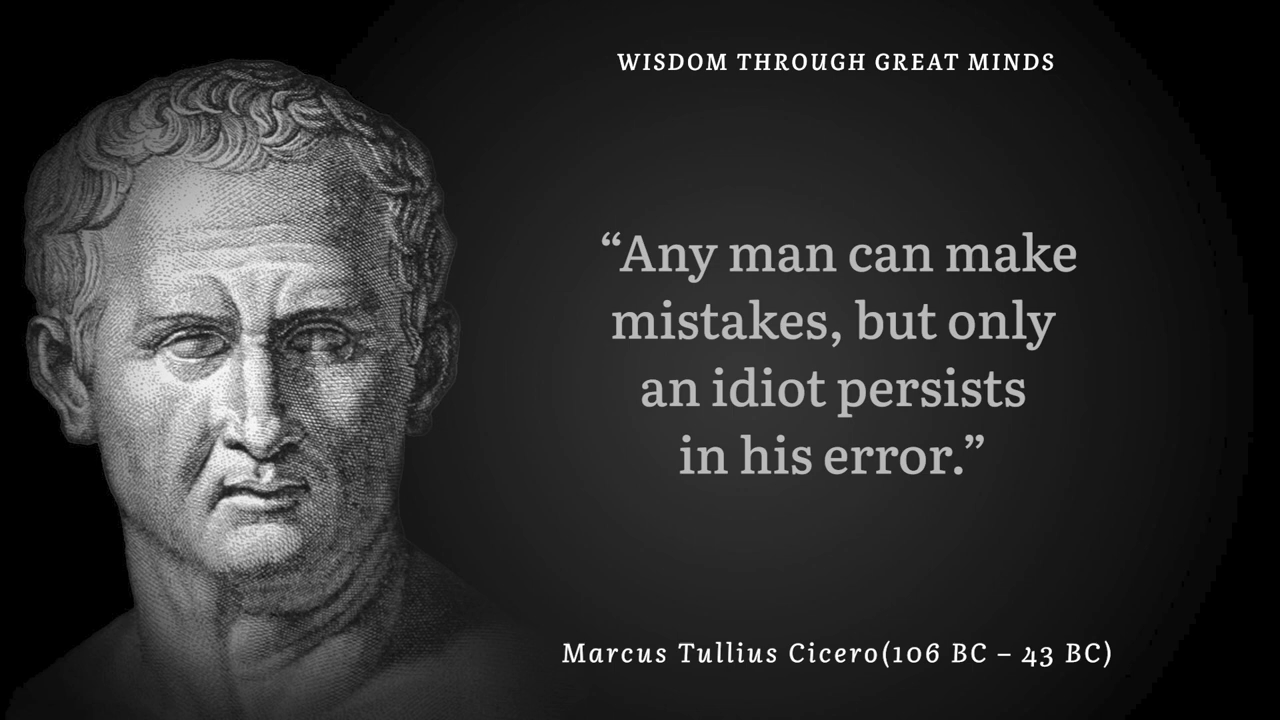 WISDOM THROUGH GREAT MINDS
“Any man can make
mistakes, but only
an idiot persists
in his error.”
Marcus Tullius Cicero(106 BC – 43 BC)